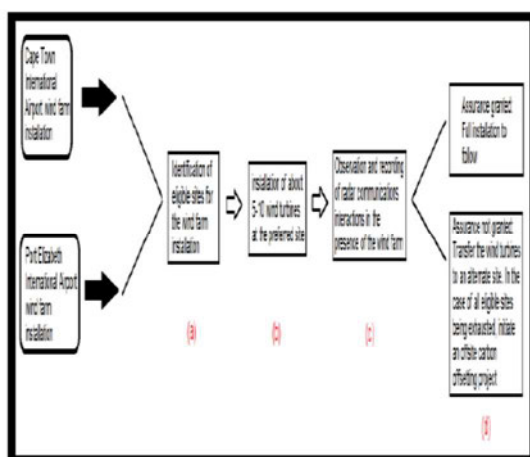 Cape Town
International
Airport wind farm
installation
Port Elizabeth
International Airport
wind farm
installation
Identification of
eligible sites for
the wind farm
installation
(a)
installation of about
5-10 wind turbines
at the preferred site
(b)
Observation and recording
of radar communications
interactions in the
presence of the wind farm
(c)
Assurance granted:
Full installation to
follow
Assurance not granted:
Transfer the wind turbines
to an alternate site. In the
case of all eligible sites
being exhausted, initiate
an offsite carbon
offsetting project
(d)